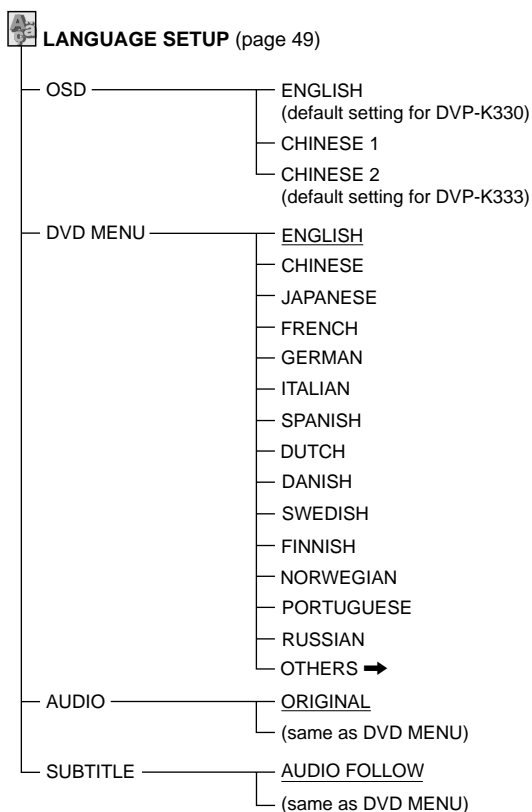 LANGUAGE SETUP (page 49)
OSD
ENGLISH
(default setting for DVP-K330)
CHINESE 1
CHINESE 2
(default setting for DVP-K333)
DVD MENU
ENGLISH
CHINESE
JAPANESE
FRENCH
GERMAN
ITALIAN
SPANISH
DUTCH
DANISH
SWEDISH
FINNISH
NORWEGIAN
PORTUGUESE
RUSSIAN
OTHERS ➡
AUDIO
ORIGINAL
(same as DVD MENU)
SUBTITLE
AUDIO FOLLOW
(same as DVD MENU)